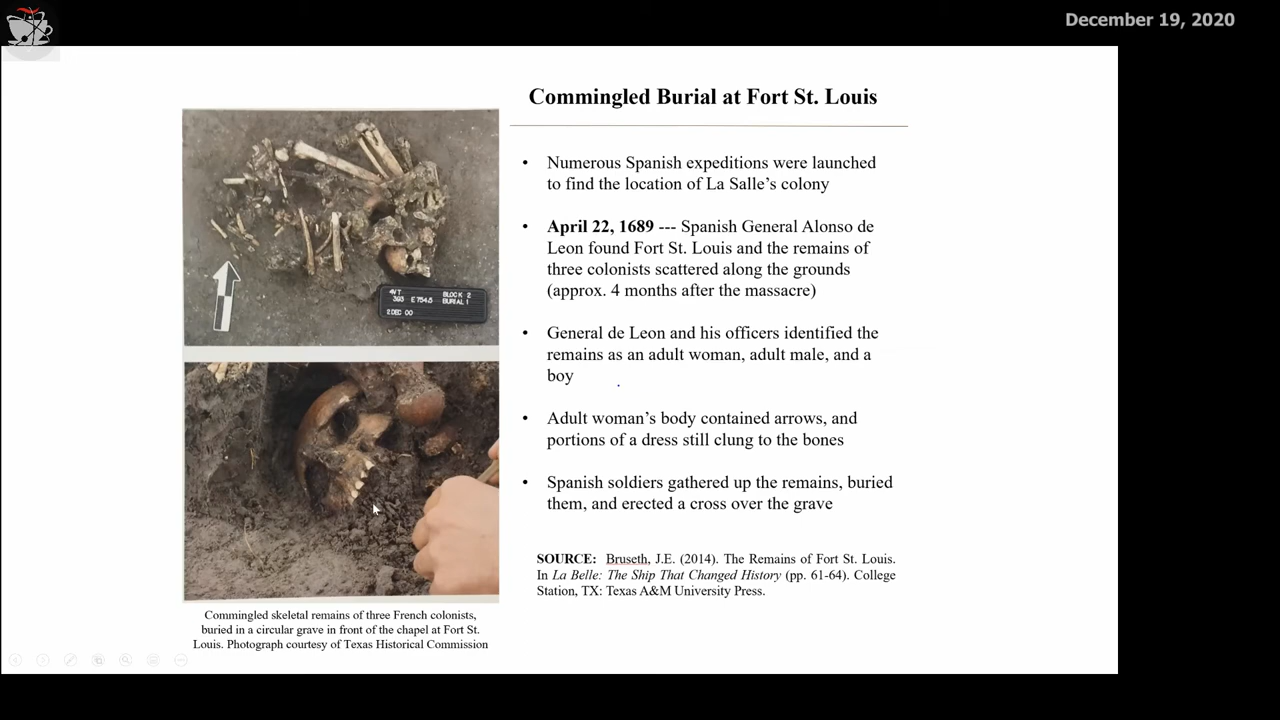 December 19, 2020
Commingled Burial at Fort St. Louis
• Numerous Spanish expeditions were launched
to find the location of La Salle's colony
• April 22, 1689 --- Spanish General Alonso de
Leon found Fort St. Louis and the remains of
three colonists scattered along the grounds
(approx. 4 months after the massacre)
• General de Leon and his officers identified the
remains as an adult woman, adult male, and a
boy
• Adult woman's body contained arrows, and
portions of a dress still clung to the bones
• Spanish soldiers gathered up the remains, buried
them, and erected a cross over the grave
SOURCE: Bruseth, J.E. (2014). The Remains of Fort St. Louis.
In La Belle: The Ship That Changed History (pp. 61-64). College
Station, TX: Texas A&M University Press.
BLOCK 2
BURIAL 1
2 DEC 00
Commingled skeletal remains of three French colonists,
buried in a circular grave in front of the chapel at Fort St.
Louis. Photograph courtesy of Texas Historical Commission